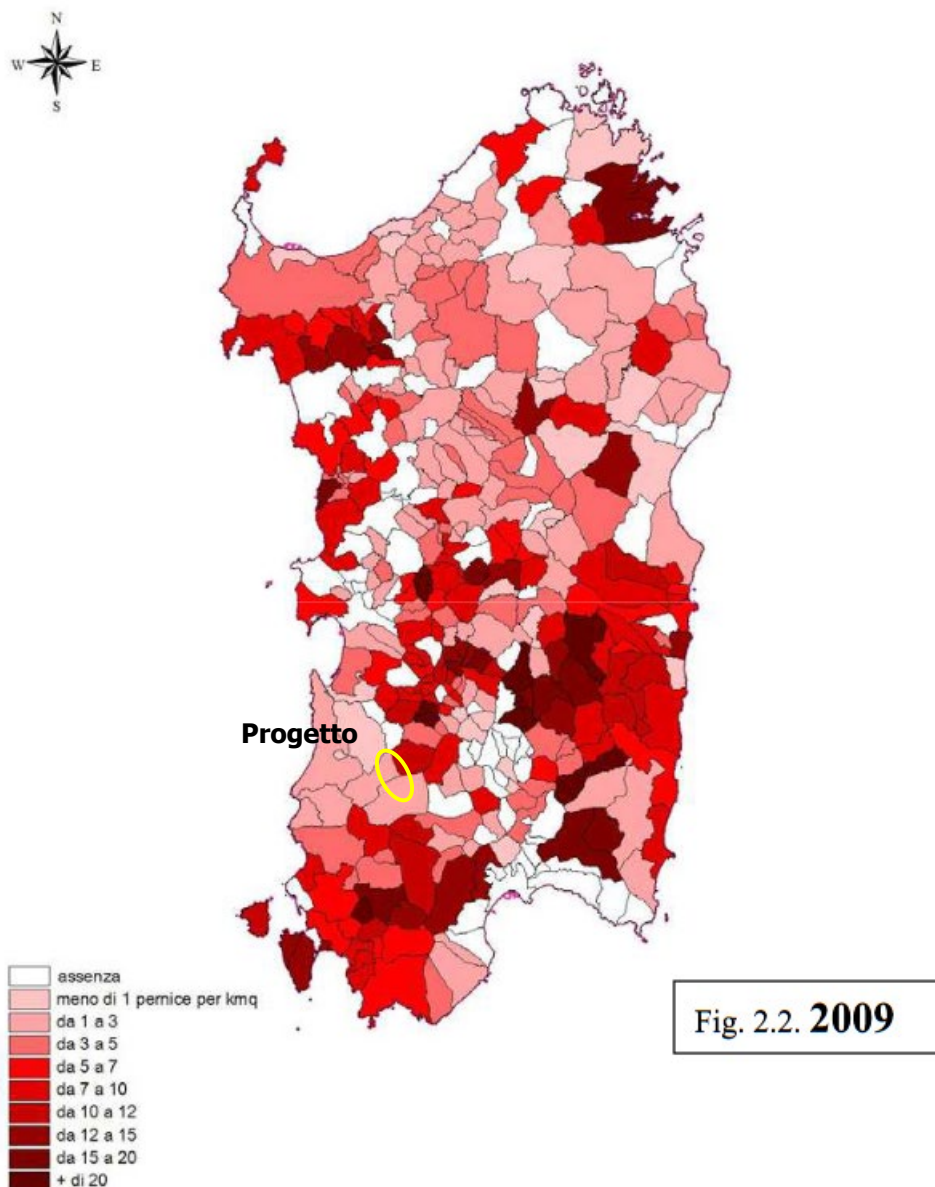 N
W E
S
Progetto
assenza
meno di 1 pernice per kmq
da 1 a 3
da 3 a 5
da 5 a 7
da 7 a 10
da 10 a 12
da 12 a 15
da 15 a 20
+ di 20
Fig. 2.2. 2009